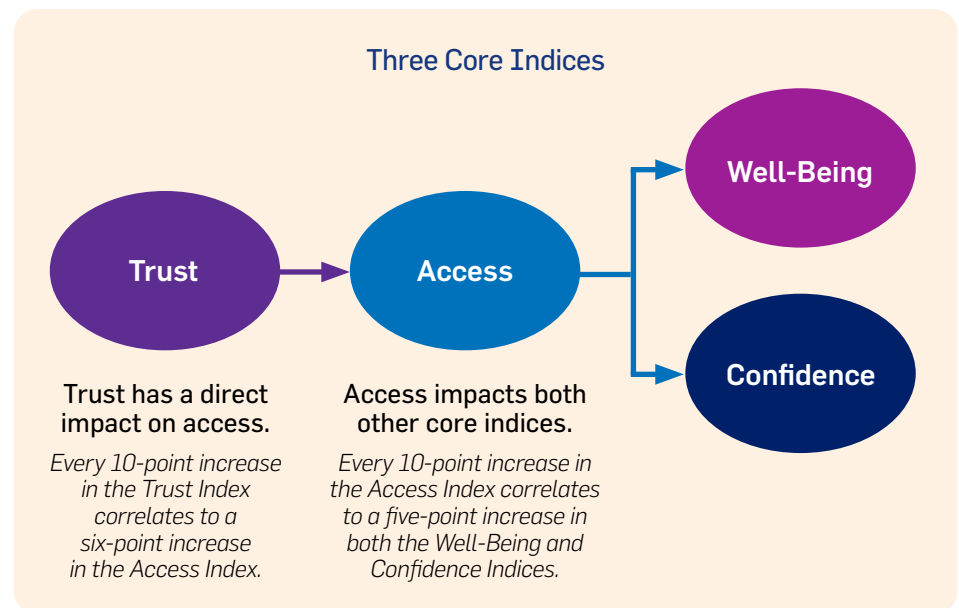 Three Core Indices
Trust
Access
Well-Being
Confidence
Trust has a direct
impact on access.
Every 10-point increase
in the Trust Index
correlates to a
six-point increase
in the Access Index.
Access impacts both
other core indices.
Every 10-point increase in
the Access Index correlates
to a five-point increase in
both the Well-Being and
Confidence Indices.